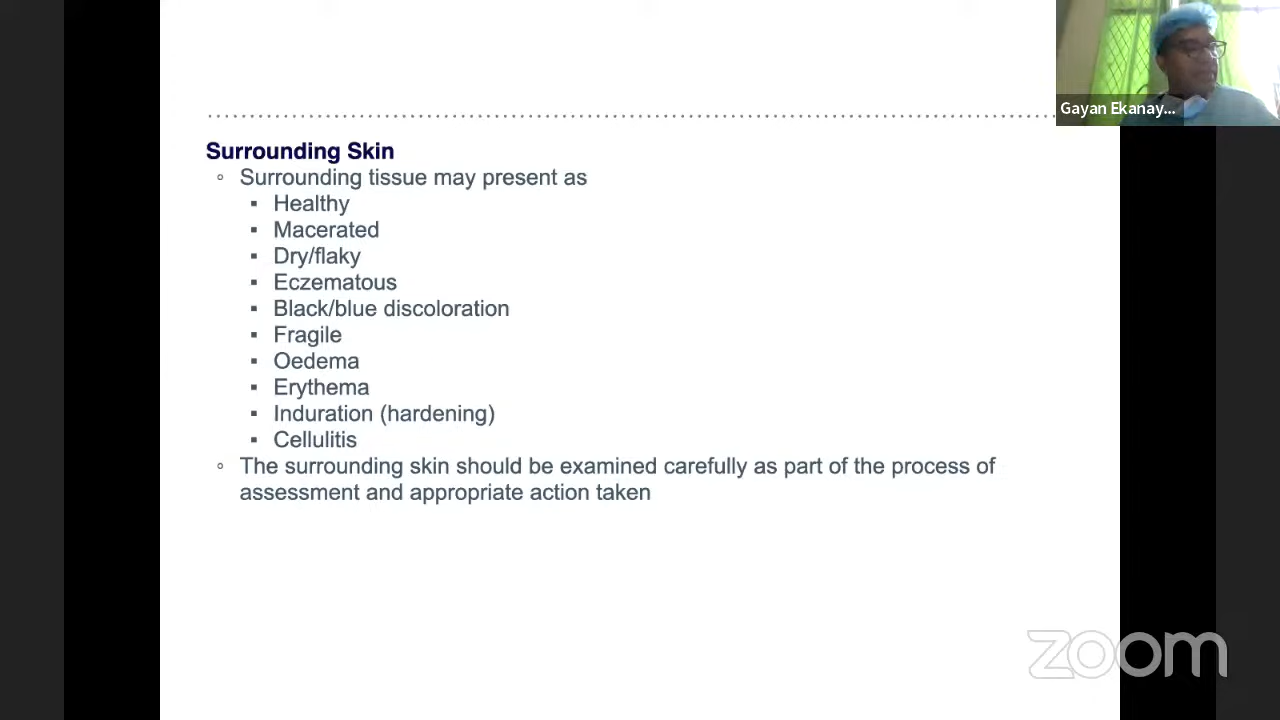 Gayan Ekanay...
Surrounding Skin
◦ Surrounding tissue may present as
▪ Healthy
▪ Macerated
▪ Dry/flaky
▪ Eczematous
▪ Black/blue discoloration
▪ Fragile
▪ Oedema
▪ Erythema
▪ Induration (hardening)
▪ Cellulitis
◦ The surrounding skin should be examined carefully as part of the process of
assessment and appropriate action taken
zoom